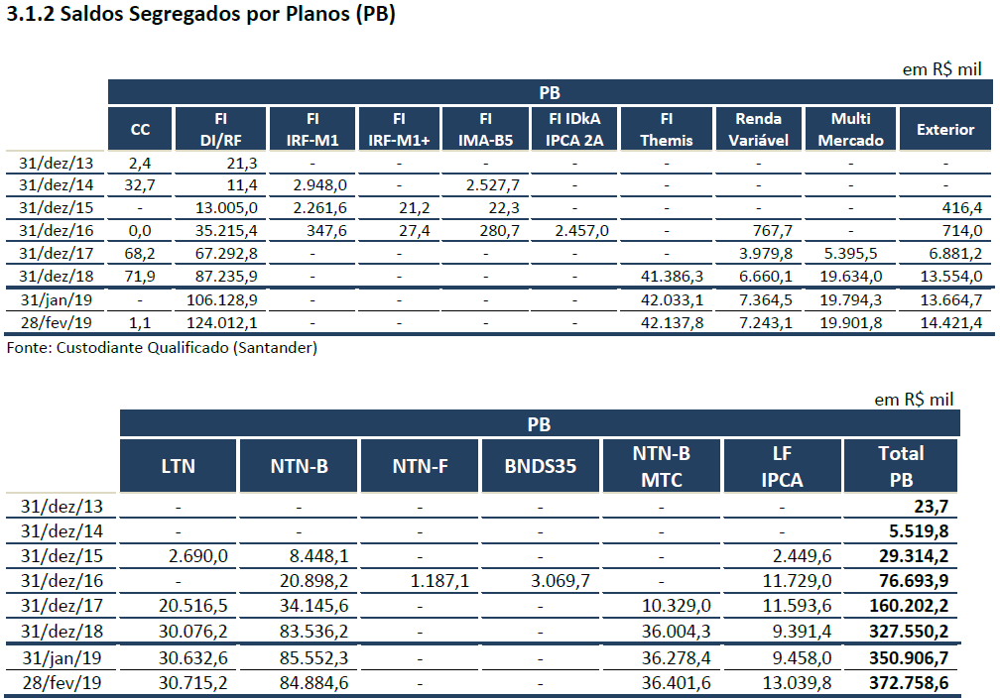 3.1.2 Saldos Segregados por Planos (PB)
em R$ mil
PB
CC FI DI/RF FI IRF-M1 FI IRF-M1+ FI IMA-B5 FI IDkA IPCA 2A FI Themis Renda Variável Multi Mercado Exterior
31/dez/13 2,4 21,3 - - - - - - - -
31/dez/14 32,7 11,4 2.948,0 - 2.527,7 - - - - -
31/dez/15 - 13.005,0 2.261,6 21,2 22,3 - - - - 416,4
31/dez/16 0,0 35.215,4 347,6 27,4 280,7 2.457,0 - 767,7 - 714,0
31/dez/17 68,2 67.292,8 - - - - - 3.979,8 5.395,5 6.881,2
31/dez/18 71,9 87.235,9 - - - - 41.386,3 6.660,1 19.634,0 13.554,0
31/jan/19 - 106.128,9 - - - - 42.033,1 7.364,5 19.794,3 13.664,7
28/fev/19 1,1 124.012,1 - - - - 42.137,8 7.243,1 19.901,8 14.421,4
Fonte: Custodiante Qualificado (Santander)
em R$ mil
PB
LTN NTN-B NTN-F BNDS35 NTN-B MTC LF IPCA Total PB
31/dez/13 - - - - - - 23,7
31/dez/14 - - - - - - 5.519,8
31/dez/15 2.690,0 8.448,1 - - - 2.449,6 29.314,2
31/dez/16 - 20.898,2 1.187,1 3.069,7 - 11.729,0 76.693,9
31/dez/17 20.516,5 34.145,6 - - 10.329,0 11.593,6 160.202,2
31/dez/18 30.076,2 83.536,2 - - 36.004,3 9.391,4 327.550,2
31/jan/19 30.632,6 85.552,3 - - 36.278,4 9.458,0 350.906,7
28/fev/19 30.715,2 84.884,6 - - 36.401,6 13.039,8 372.758,6